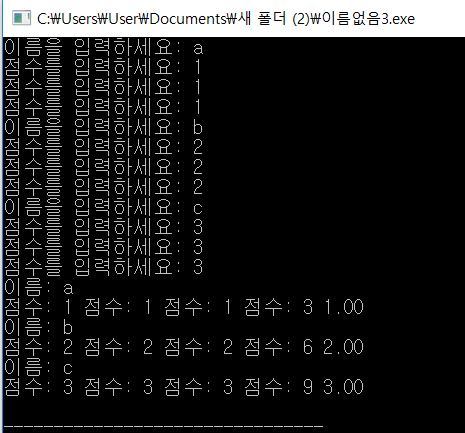 C:₩Users₩User₩Documents₩새 폴더 (2)₩이름없음3.exe
이름을 입력하세요: a
점수를 입력하세요: 1
점수를 입력하세요: 1
점수를 입력하세요: 1
이름을 입력하세요: b
점수를 입력하세요: 2
점수를 입력하세요: 2
점수를 입력하세요: 2
이름을 입력하세요: c
점수를 입력하세요: 3
점수를 입력하세요: 3
점수를 입력하세요: 3
이름: a
점수: 1 점수: 1 점수: 1 점수: 3 1.00
이름: b
점수: 2 점수: 2 점수: 2 점수: 6 2.00
이름: c
점수: 3 점수: 3 점수: 3 점수: 9 3.00
--------------------------------